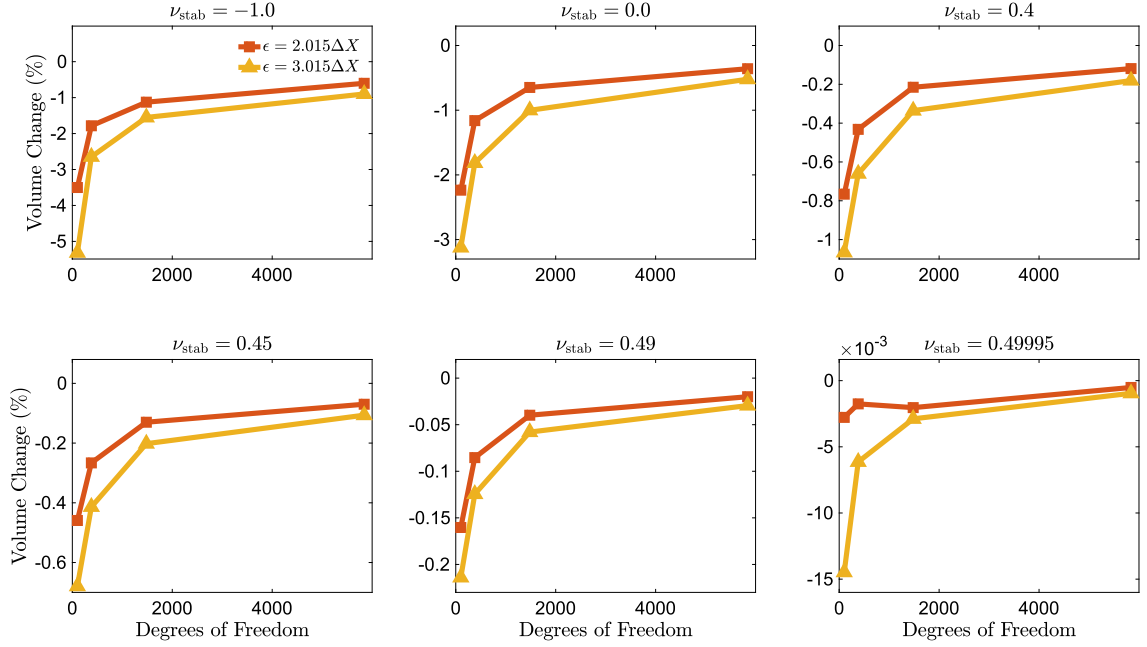 ν_stab = −1.0
ν_stab = 0.0
ν_stab = 0.4
Volume Change (%)
0
-1
-2
-3
-4
-5
ϵ = 2.015ΔX
ϵ = 3.015ΔX
0 2000 4000
0
-1
-2
-3
0 2000 4000
0
-0.2
-0.4
-0.6
-0.8
-1
0 2000 4000
ν_stab = 0.45
ν_stab = 0.49
×10^-3 ν_stab = 0.49995
Volume Change (%)
0
-0.2
-0.4
-0.6
0 2000 4000
Degrees of Freedom
0
-0.05
-0.1
-0.15
-0.2
0 2000 4000
Degrees of Freedom
0
-5
-10
-15
0 2000 4000
Degrees of Freedom